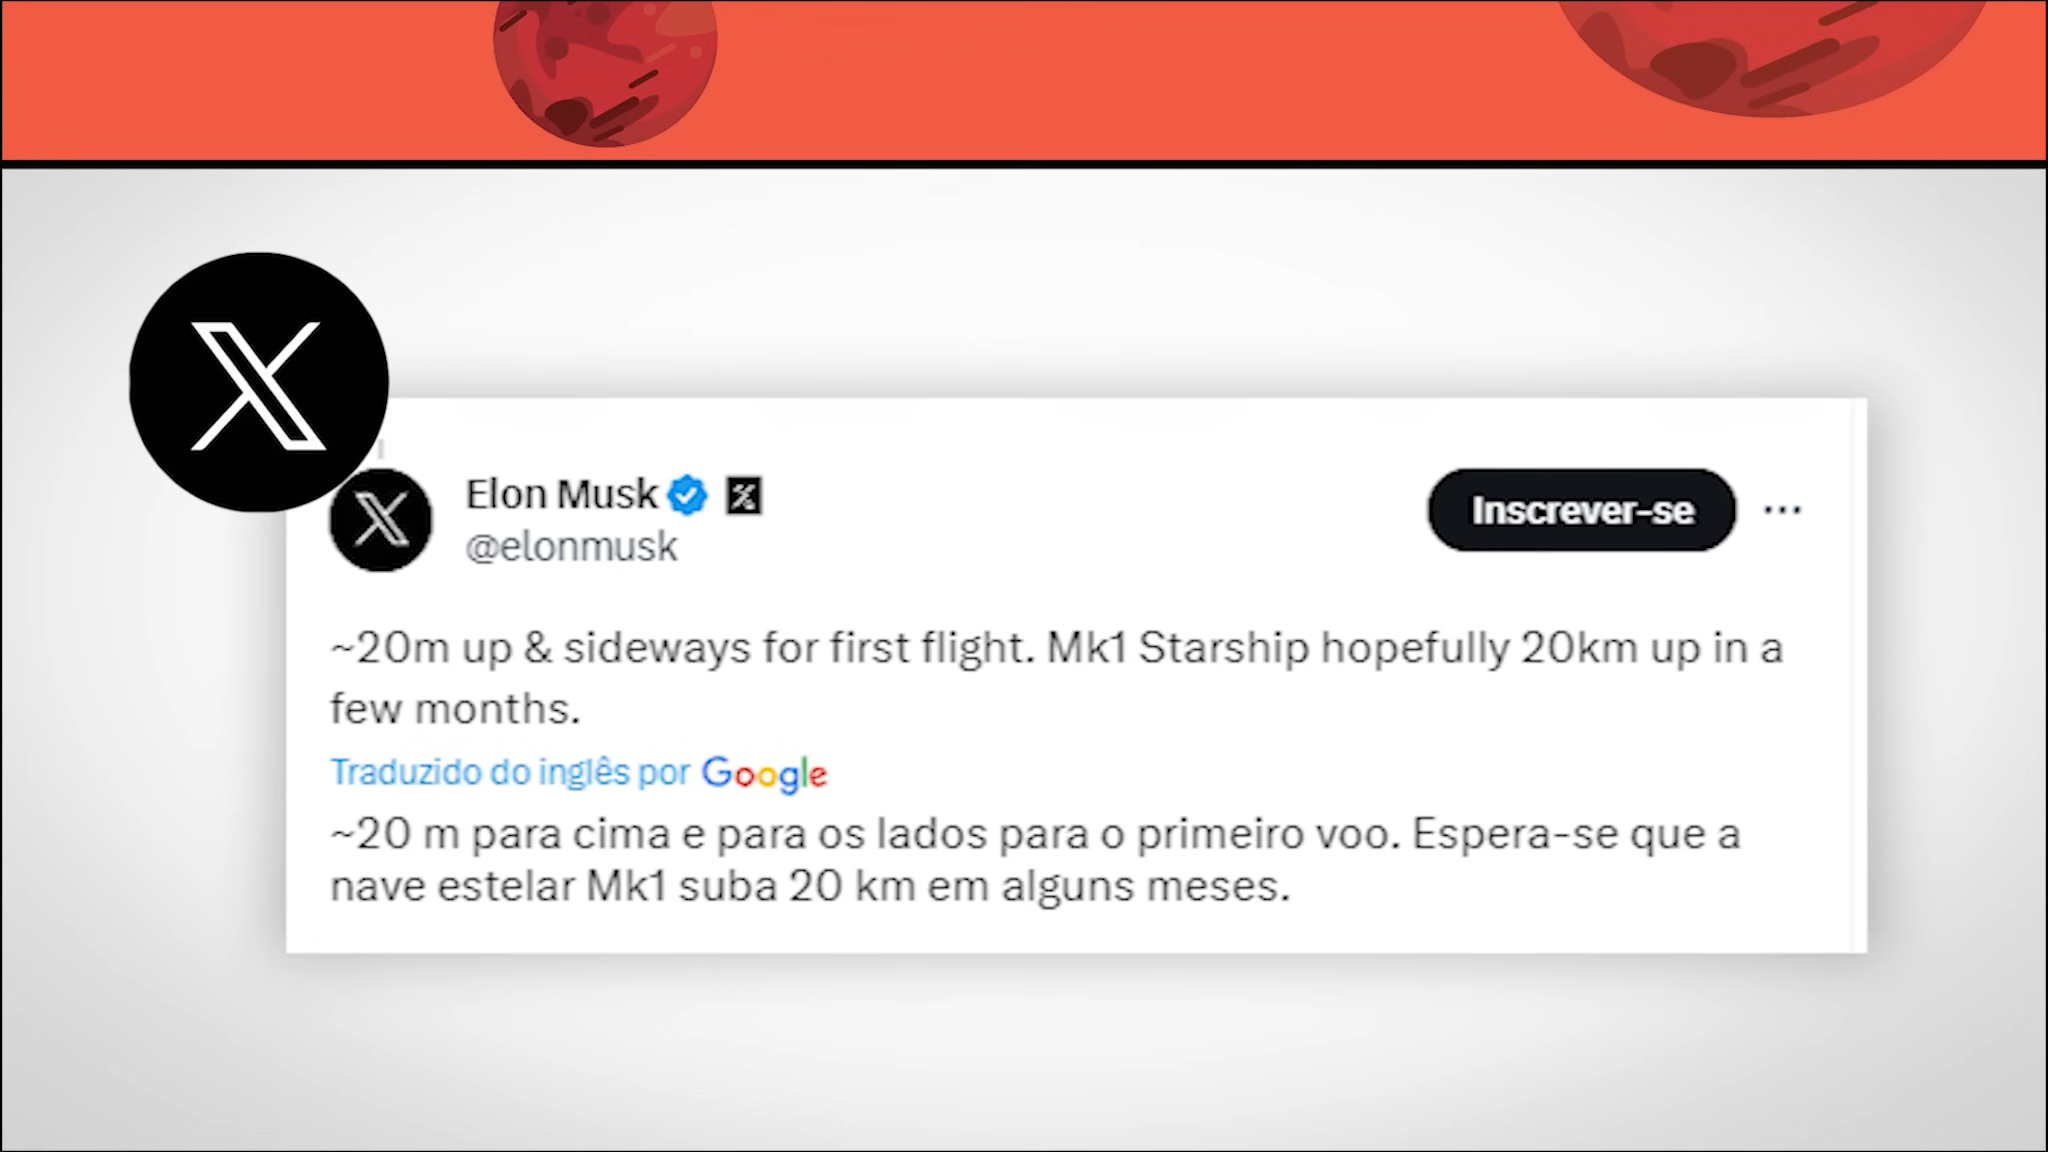 Elon Musk
@elonmusk
Inscrever-se
~20m up & sideways for first flight. Mk1 Starship hopefully 20km up in a
few months.
Traduzido do inglês por Google
~20 m para cima e para os lados para o primeiro voo. Espera-se que a
nave estelar Mk1 suba 20 km em alguns meses.